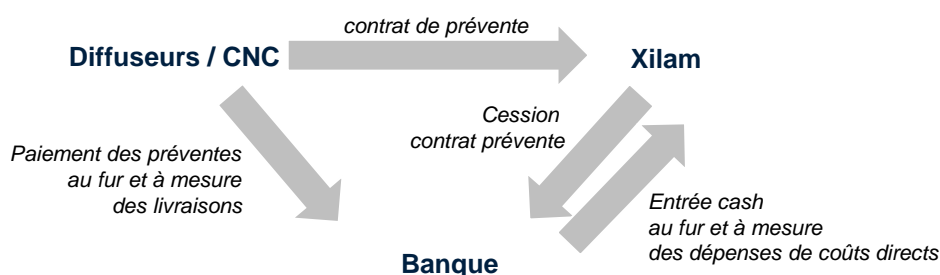 contrat de prévente
Diffuseurs / CNC
Xilam
Cession
contrat prévente
Paiement des préventes
au fur et à mesure
des livraisons
Entrée cash
au fur et à mesure
des dépenses de coûts directs
Banque